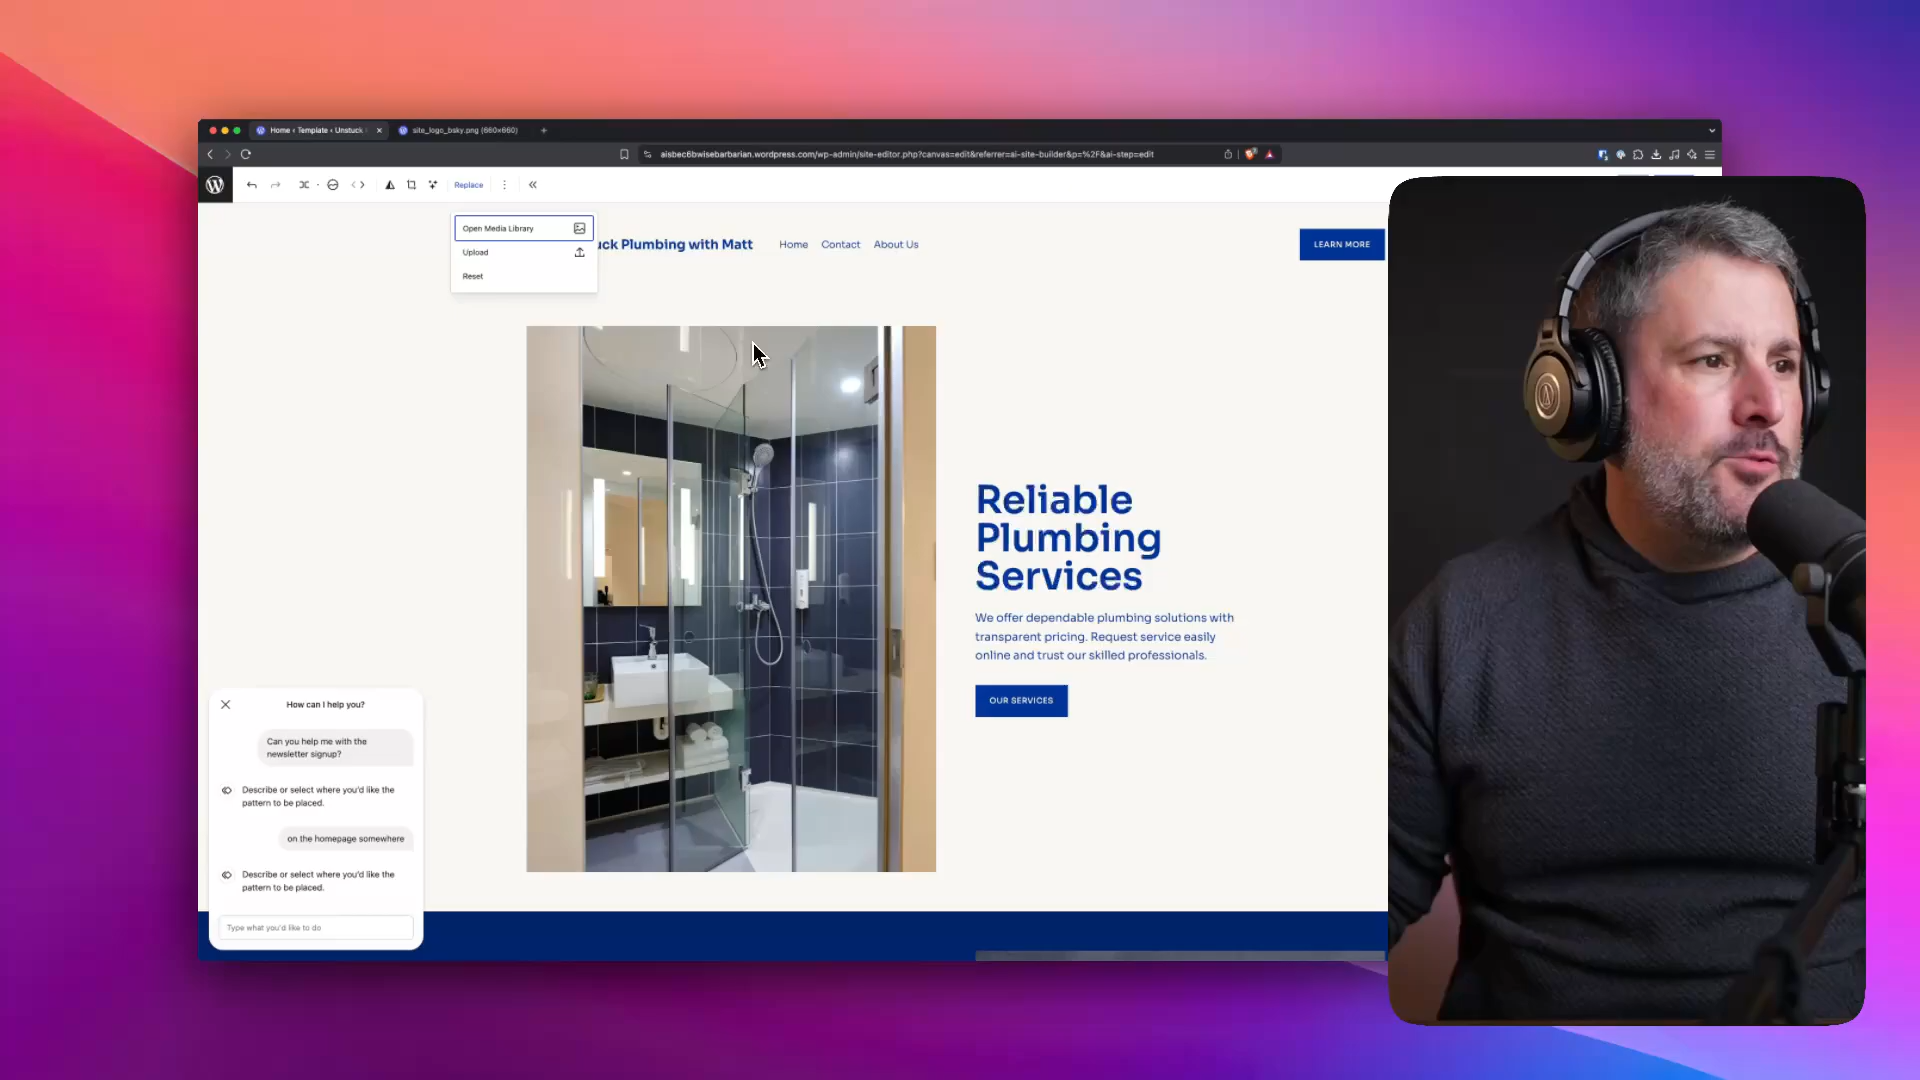 Home ‹ Template ‹ Unstuck
site_logo_bsky.png (660×660)
aisbec6bwisebarbarian.wordpress.com/wp-admin/site-editor.php?canvas=edit&referrer=ai-site-builder&p=%2F&ai-step=edit
Replace
Open Media Library
Upload
Reset
uck Plumbing with Matt
Home
Contact
About Us
LEARN MORE
Reliable
Plumbing
Services
We offer dependable plumbing solutions with
transparent pricing. Request service easily
online and trust our skilled professionals.
OUR SERVICES
How can I help you?
Can you help me with the
newsletter signup?
Describe or select where you'd like the
pattern to be placed.
on the homepage somewhere
Describe or select where you'd like the
pattern to be placed.
Type what you'd like to do